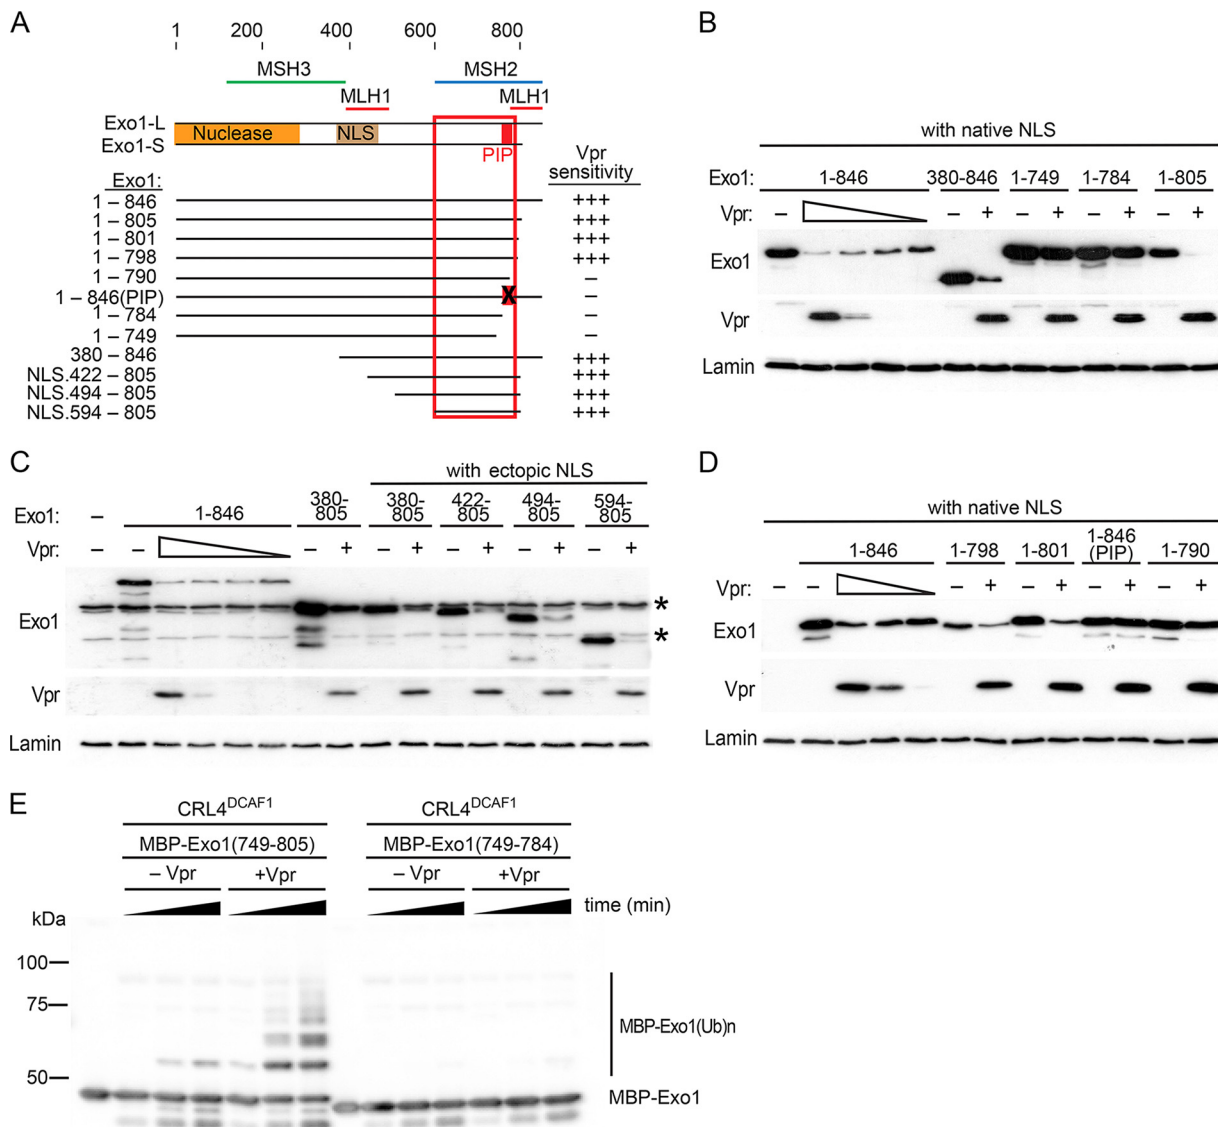 A
1 200 400 600 800
MSH3 MSH2
MLH1 MLH1
Exo1-L
Nuclease NLS
Exo1-S
PIP
Vpr
sensitivity
Exo1:
1 – 846 +++
1 – 805 +++
1 – 801 +++
1 – 798 +++
1 – 790 –
1 – 846(PIP) X –
1 – 784 –
1 – 749 –
380 – 846 +++
NLS.422 – 805 +++
NLS.494 – 805 +++
NLS.594 – 805 +++
B
with native NLS
Exo1: 1-846 380-846 1-749 1-784 1-805
Vpr: – – + – + – + – +
Exo1
Vpr
Lamin
C
with ectopic NLS
Exo1: – 1-846 380-805 380-805 422-805 494-805 594-805
Vpr: – – – + – + – + – + – +
Exo1
*
*
Vpr
Lamin
D
with native NLS
1-846 1-798 1-801 1-846 (PIP) 1-790
Vpr: – – – + – + – + – +
Exo1
Vpr
Lamin
E
CRL4DCAF1 CRL4DCAF1
MBP-Exo1(749-805) MBP-Exo1(749-784)
– Vpr +Vpr – Vpr +Vpr
time (min)
kDa
100
75
MBP-Exo1(Ub)n
50
MBP-Exo1